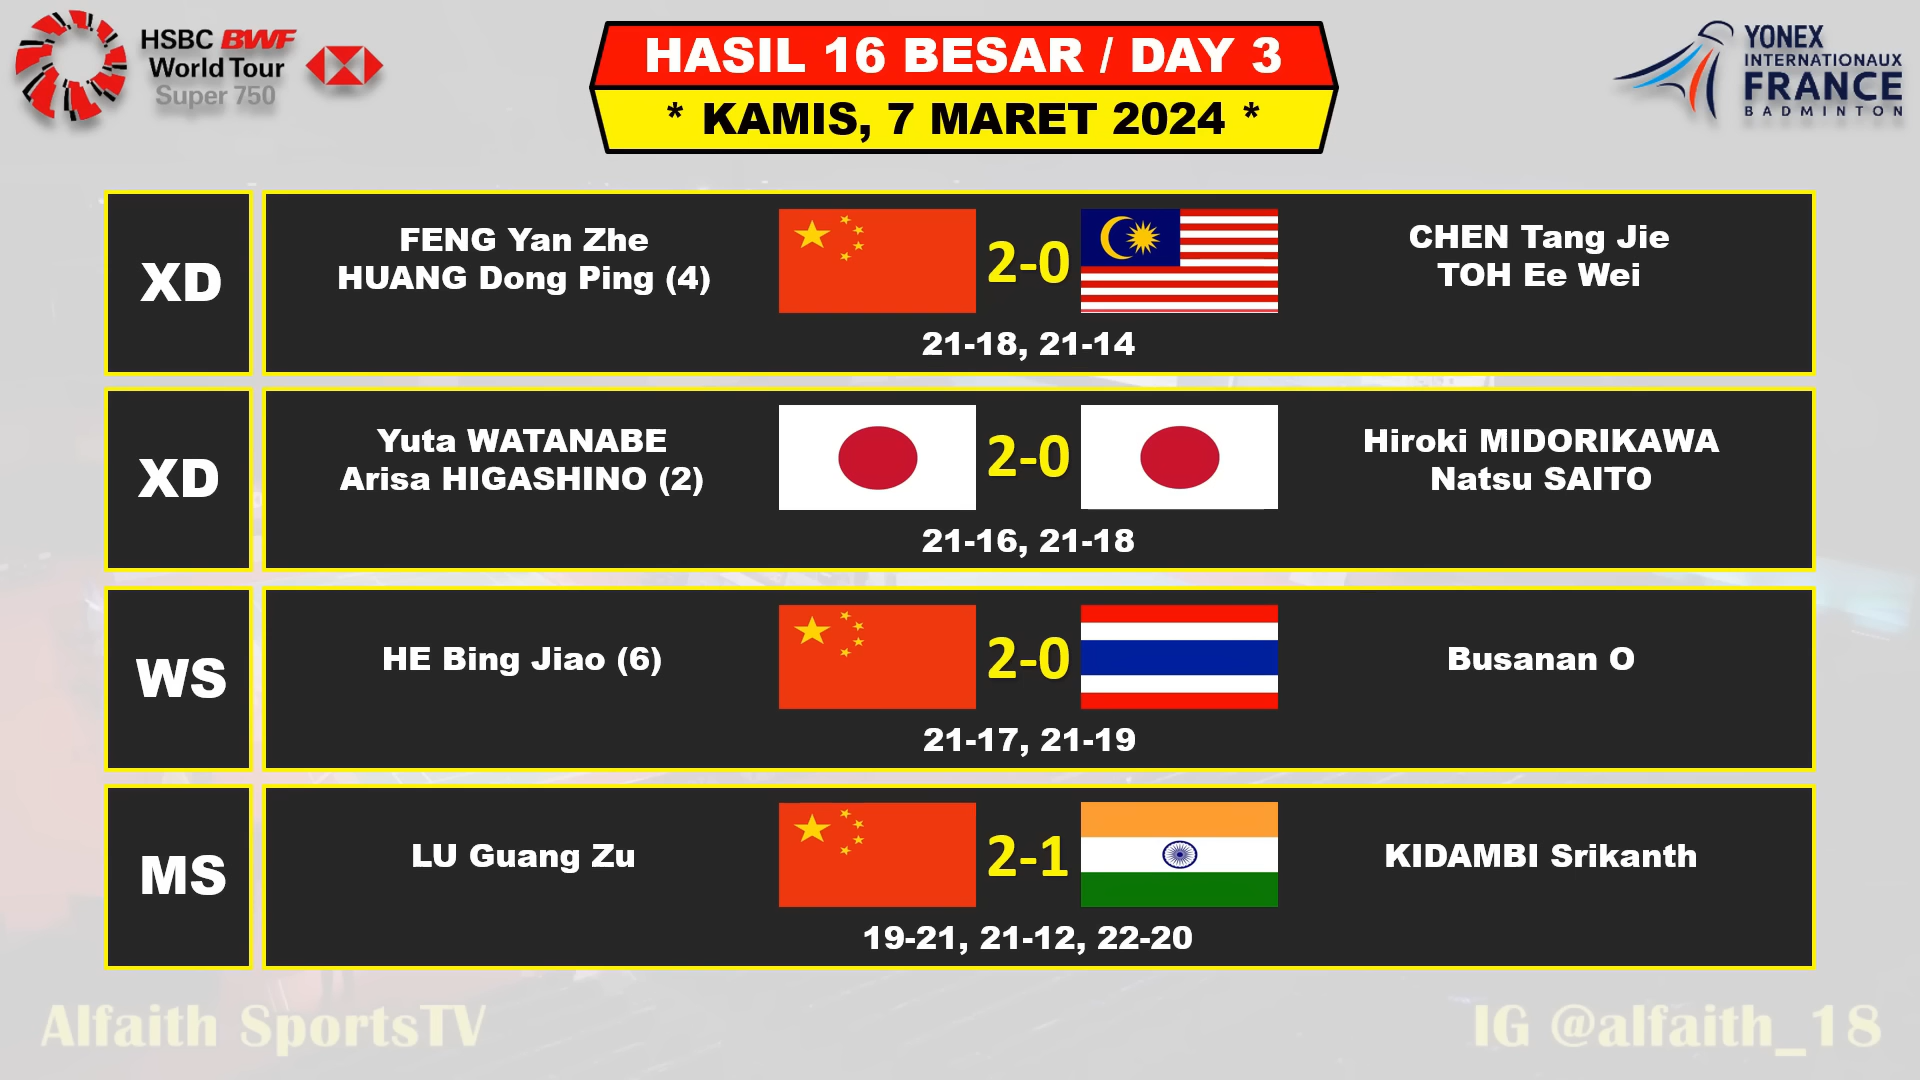 HSBC BWF
World Tour
Super 750
HASIL 16 BESAR / DAY 3
* KAMIS, 7 MARET 2024 *
YONEX
INTERNATIONAUX
FRANCE
BADMINTON
XD
FENG Yan Zhe
HUANG Dong Ping (4)
2-0
CHEN Tang Jie
TOH Ee Wei
21-18, 21-14
XD
Yuta WATANABE
Arisa HIGASHINO (2)
2-0
Hiroki MIDORIKAWA
Natsu SAITO
21-16, 21-18
WS
HE Bing Jiao (6)
2-0
Busanan O
21-17, 21-19
MS
LU Guang Zu
2-1
KIDAMBI Srikanth
19-21, 21-12, 22-20
Alfaith SportsTV
IG @alfaith_18